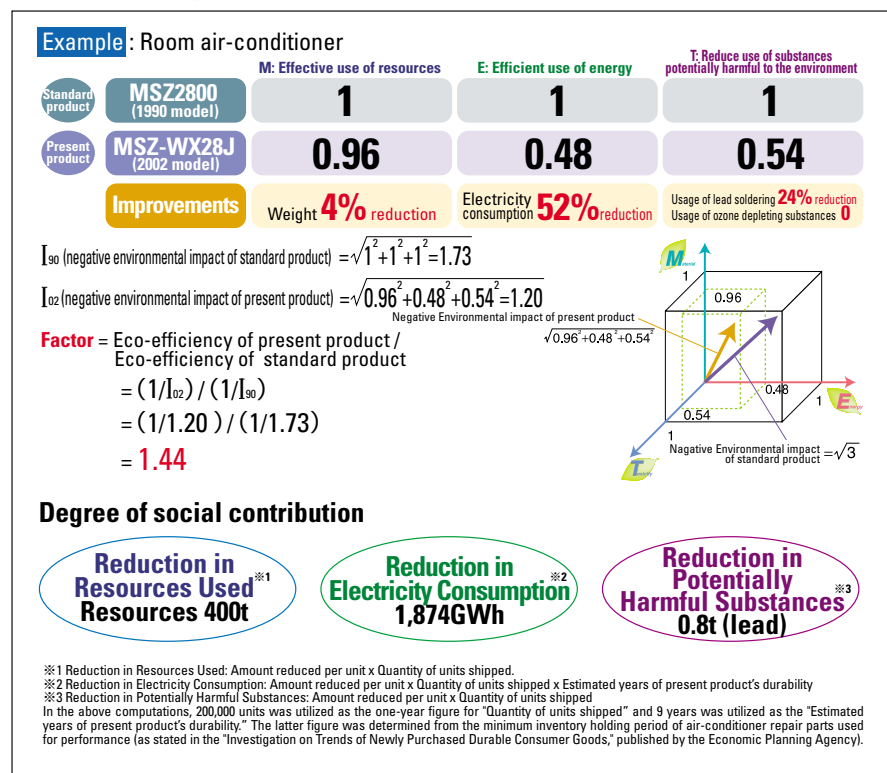 Example : Room air-conditioner
M: Effective use of resources
E: Efficient use of energy
T: Reduce use of substances
potentially harmful to the environment
Standard
product
MSZ2800
(1990 model)
1
1
1
Present
product
MSZ-WX28J
(2002 model)
0.96
0.48
0.54
Improvements
Weight 4% reduction
Electricity
consumption 52% reduction
Usage of lead soldering 24% reduction
Usage of ozone depleting substances 0
I90 (negative environmental impact of standard product) =√1²+1²+1²=1.73
I02 (negative environmental impact of present product) =√0.96²+0.48²+0.54²=1.20
Negative Environmental impact of present product
√0.96²+0.48²+0.54²
Factor = Eco-efficiency of present product /
Eco-efficiency of standard product
= (1/I02) / (1/I90)
= (1/1.20 ) / (1/1.73)
= 1.44
Material
1
0.96
0.48
Energy
1
0.54
1
Toxicity
Nagative Environmental impact
of standard product =√3
Degree of social contribution
Reduction in
Resources Used※1
Resources 400t
Reduction in
Electricity Consumption※2
1,874GWh
Reduction in
Potentially
Harmful Substances※3
0.8t (lead)
※1 Reduction in Resources Used: Amount reduced per unit x Quantity of units shipped.
※2 Reduction in Electricity Consumption: Amount reduced per unit x Quantity of units shipped x Estimated years of present product's durability
※3 Reduction in Potentially Harmful Substances: Amount reduced per unit x Quantity of units shipped
In the above computations, 200,000 units was utilized as the one-year figure for "Quantity of units shipped" and 9 years was utilized as the "Estimated
years of present product's durability." The latter figure was determined from the minimum inventory holding period of air-conditioner repair parts used
for performance (as stated in the "Investigation on Trends of Newly Purchased Durable Consumer Goods," published by the Economic Planning Agency).